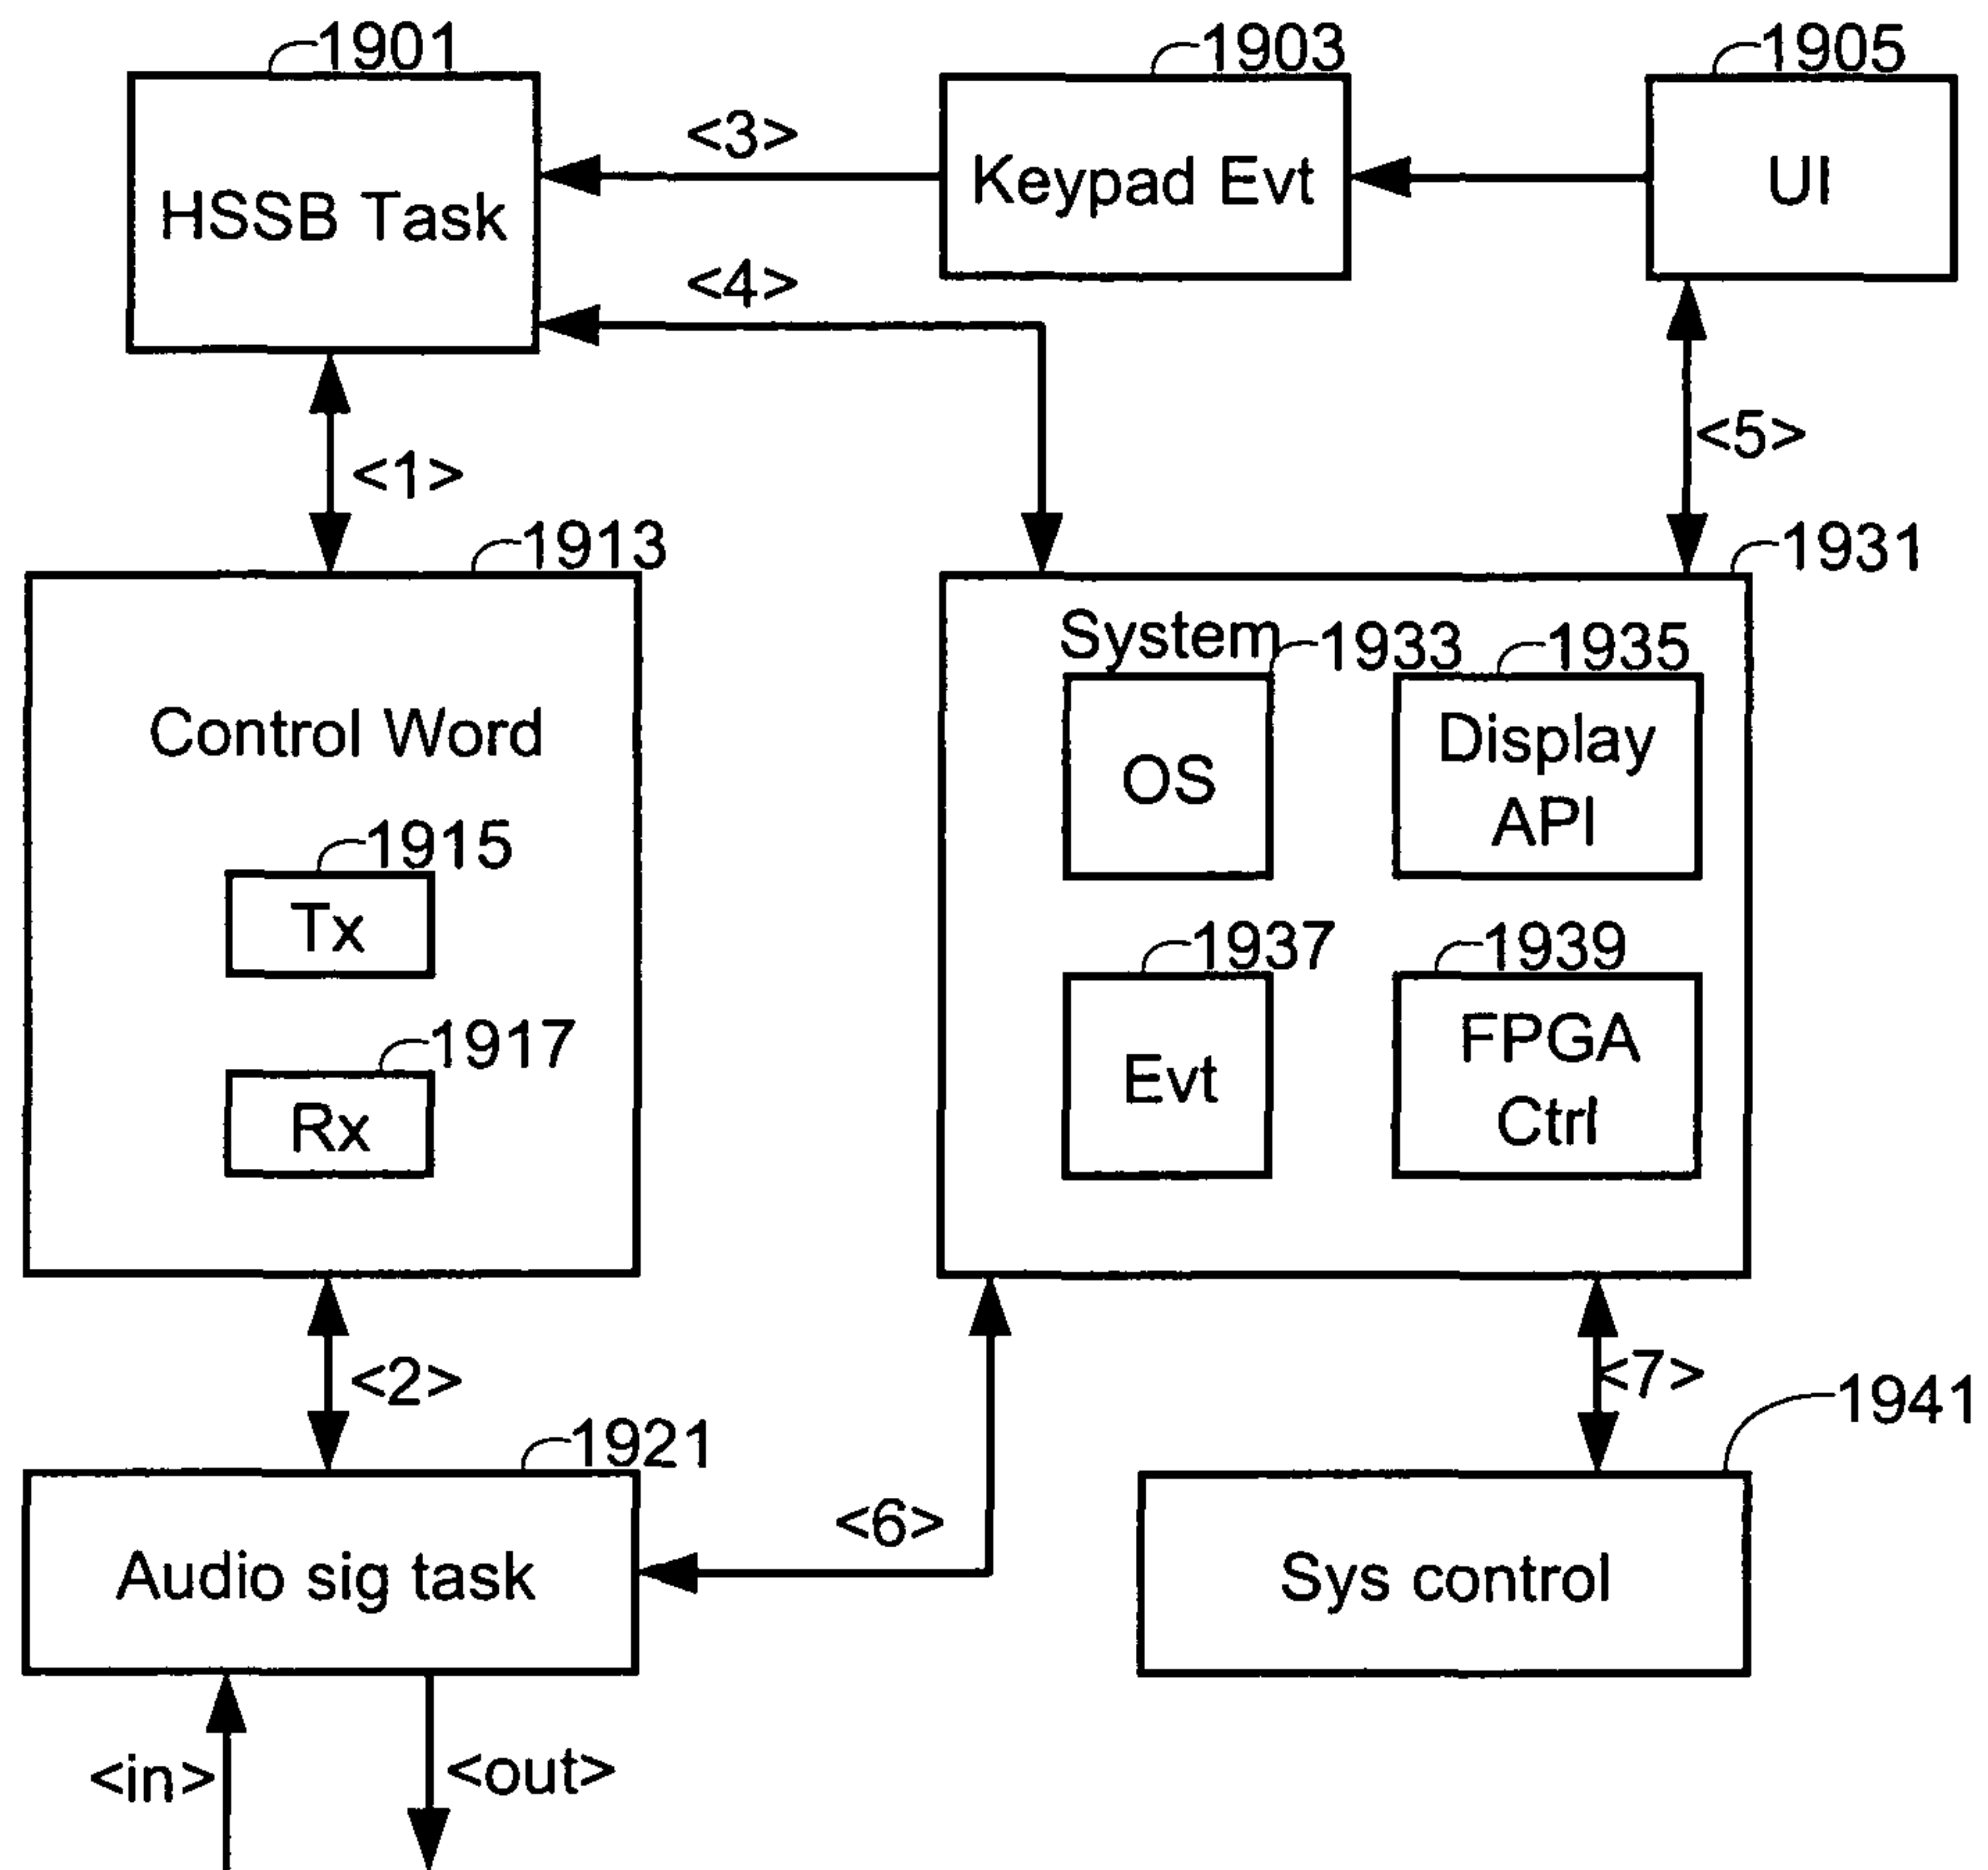 1901
1903
1905
HSSB Task
<3>
Keypad Evt
UI
<4>
<1>
<5>
1913
1931
Control Word
1915
Tx
1917
Rx
System
1933
1935
OS
Display
API
1937
1939
Evt
FPGA
Ctrl
<2>
<7>
1941
1921
<6>
Audio sig task
Sys control
<in>
<out>